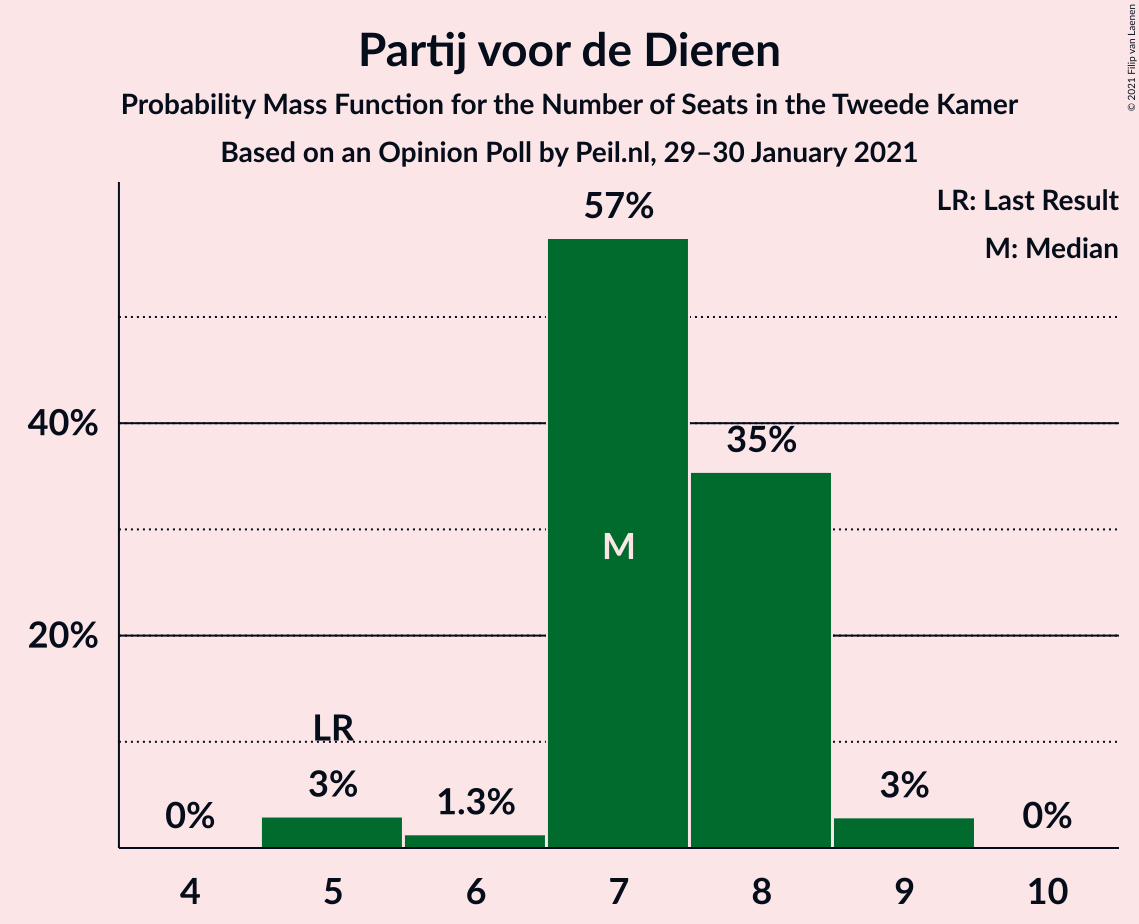 Partij voor de Dieren
Probability Mass Function for the Number of Seats in the Tweede Kamer
Based on an Opinion Poll by Peil.nl, 29–30 January 2021
© 2021 Filip van Laenen
LR: Last Result
M: Median
57%
40%
35%
M
20%
LR
3%
1.3%
3%
0%
0%
4 5 6 7 8 9 10